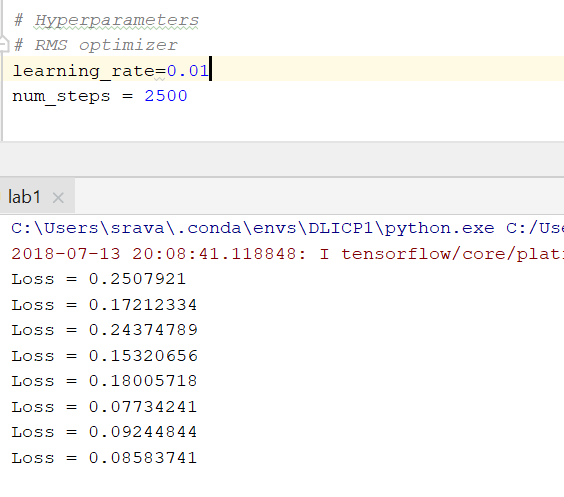 # Hyperparameters
# RMS optimizer
learning_rate=0.01
num_steps = 2500
lab1
C:\Users\srava\.conda\envs\DLICP1\python.exe C:/Use
2018-07-13 20:08:41.118848: I tensorflow/core/plat
Loss = 0.2507921
Loss = 0.17212334
Loss = 0.24374789
Loss = 0.15320656
Loss = 0.18005718
Loss = 0.07734241
Loss = 0.09244844
Loss = 0.08583741